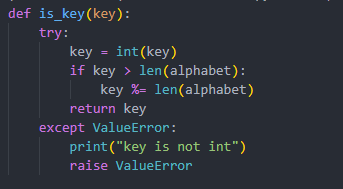 def is_key(key):
    try:
        key = int(key)
        if key > len(alphabet):
            key %= len(alphabet)
        return key
    except ValueError:
        print("key is not int")
        raise ValueError